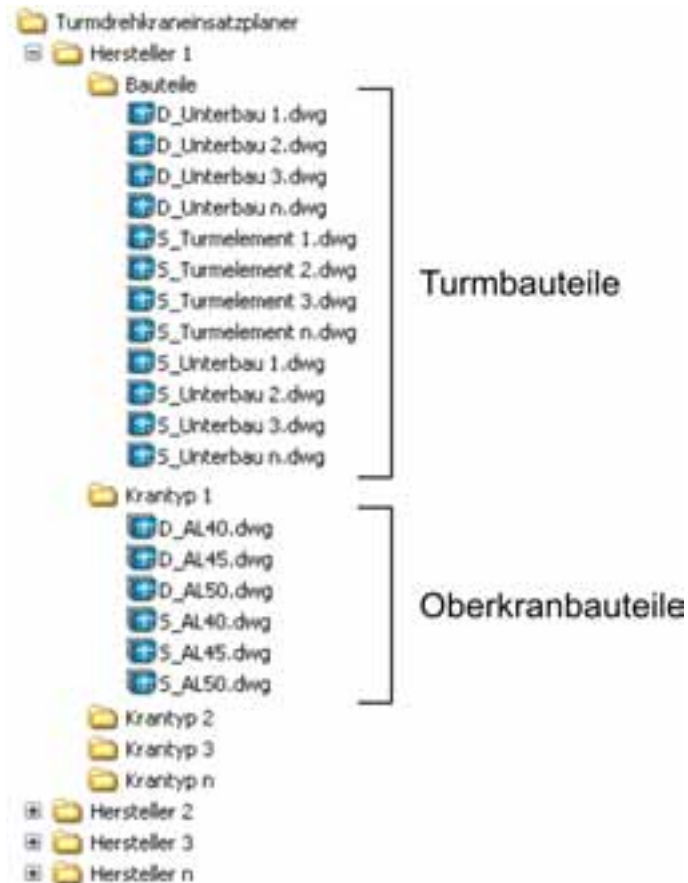 Turmdrehkraneinsatzplaner
Hersteller 1
Bauteile
D_Unterbau 1.dwg
D_Unterbau 2.dwg
D_Unterbau 3.dwg
D_Unterbau n.dwg
S_Turmelement 1.dwg
S_Turmelement 2.dwg
S_Turmelement 3.dwg
S_Turmelement n.dwg
S_Unterbau 1.dwg
S_Unterbau 2.dwg
S_Unterbau 3.dwg
S_Unterbau n.dwg
Turmbauteile
Krantyp 1
D_AL40.dwg
D_AL45.dwg
D_AL50.dwg
S_AL40.dwg
S_AL45.dwg
S_AL50.dwg
Oberkranbauteile
Krantyp 2
Krantyp 3
Krantyp n
Hersteller 2
Hersteller 3
Hersteller n